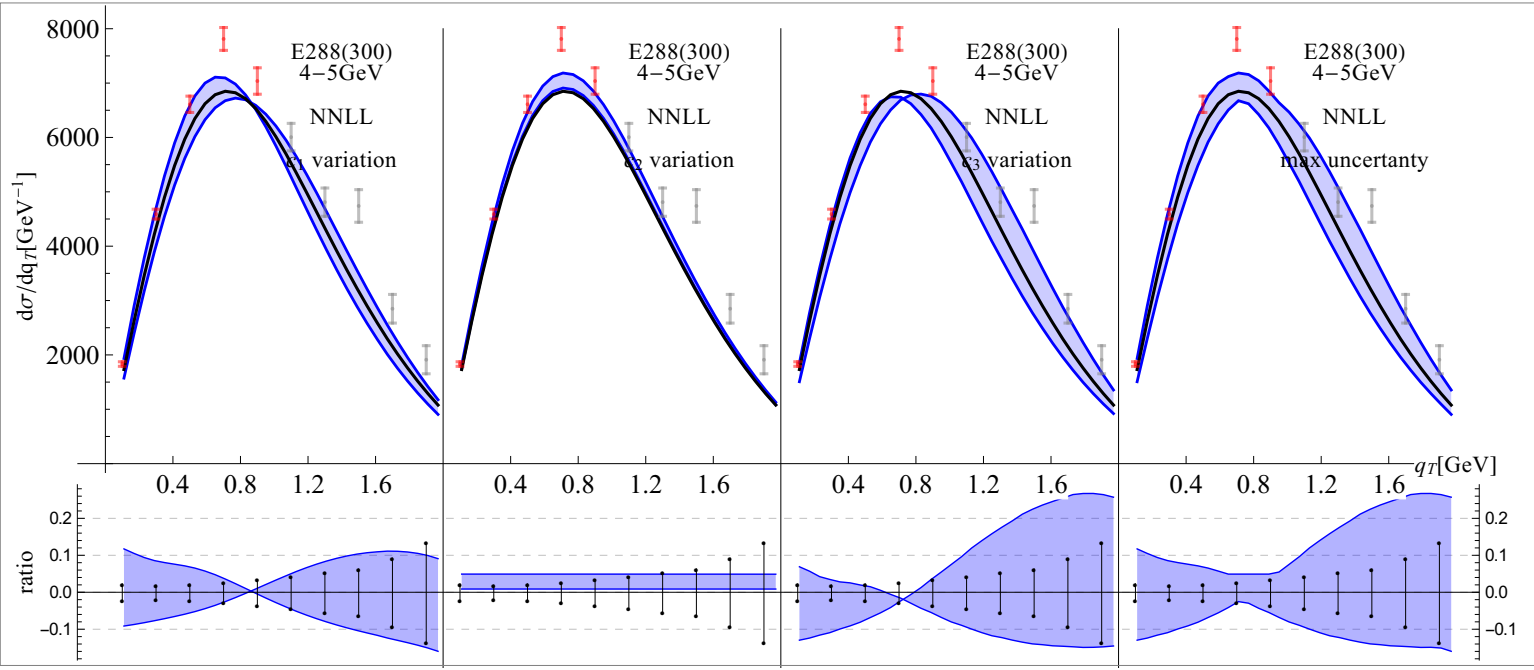 8000
6000
4000
2000
dσ/dq_T[GeV⁻¹]
E288(300)
4−5GeV
NNLL
c₁ variation
E288(300)
4−5GeV
NNLL
c₂ variation
E288(300)
4−5GeV
NNLL
c₃ variation
E288(300)
4−5GeV
NNLL
max uncertanty
q_T[GeV]
0.4 0.8 1.2 1.6
0.4 0.8 1.2 1.6
0.4 0.8 1.2 1.6
0.4 0.8 1.2 1.6
ratio
0.2
0.1
0.0
−0.1
0.2
0.1
0.0
−0.1